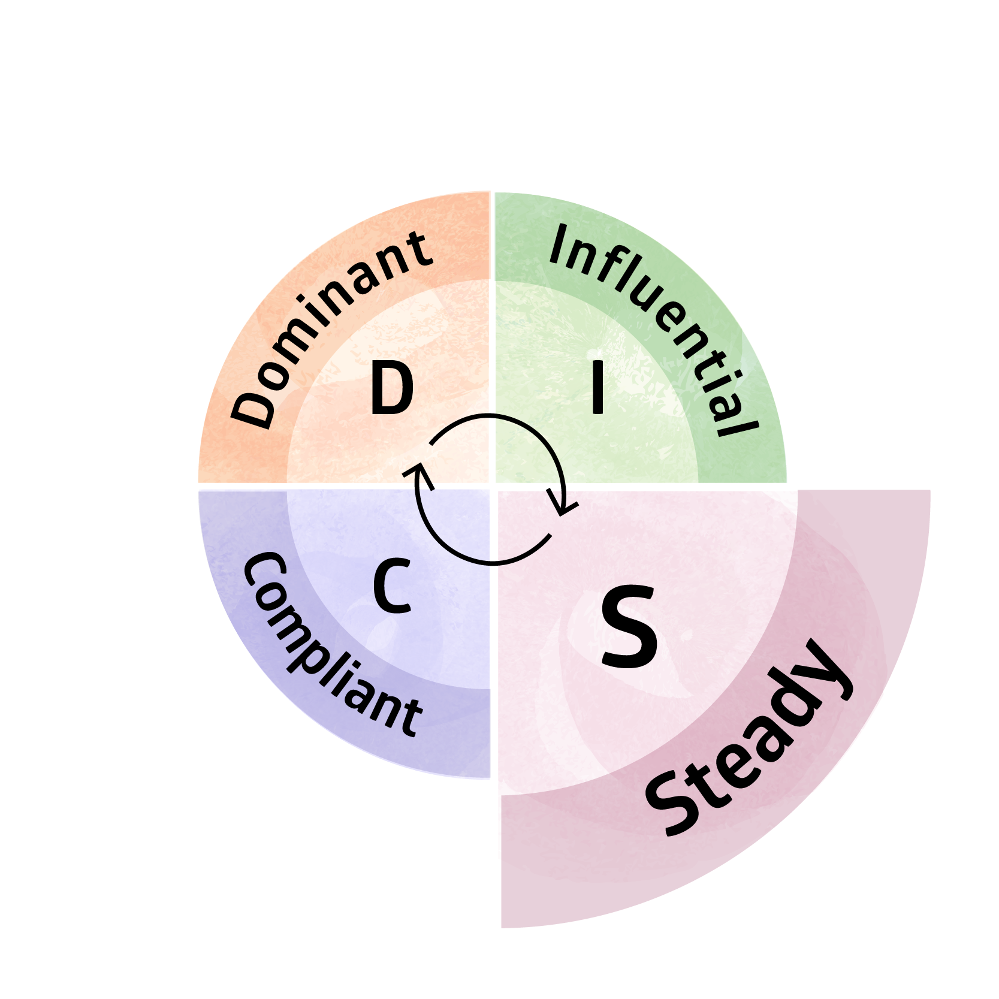 Dominant
Influential
D
I
C
S
Compliant
Steady